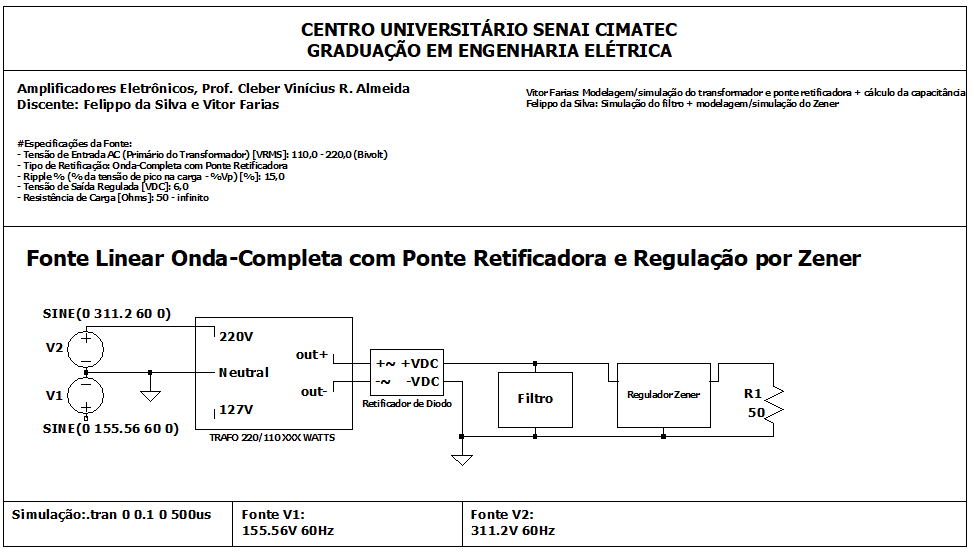 CENTRO UNIVERSITÁRIO SENAI CIMATEC
GRADUAÇÃO EM ENGENHARIA ELÉTRICA
Amplificadores Eletrônicos, Prof. Cleber Vinícius R. Almeida
Discente: Felippo da Silva e Vitor Farias
Vitor Farias: Modelagem/simulação do transformador e ponte retificadora + cálculo da capacitância
Felippo da Silva: Simulação do filtro + modelagem/simulação do Zener
#Especificações da Fonte:
- Tensão de Entrada AC (Primário do Transformador) [VRMS]: 110,0 - 220,0 (Bivolt)
- Tipo de Retificação: Onda-Completa com Ponte Retificadora
- Ripple % (% da tensão de pico na carga - %Vp) [%]: 15,0
- Tensão de Saída Regulada [VDC]: 6,0
- Resistência de Carga [Ohms]: 50 - infinito
Fonte Linear Onda-Completa com Ponte Retificadora e Regulação por Zener
SINE(0 311.2 60 0)
V2
V1
SINE(0 155.56 60 0)
220V
Neutral
127V
out+
out-
TRAFO 220/110 XXX WATTS
+~ +VDC
-~ -VDC
Retificador de Diodo
Filtro
Regulador Zener
R1
50
Simulação:.tran 0 0.1 0 500us
Fonte V1:
155.56V 60Hz
Fonte V2:
311.2V 60Hz